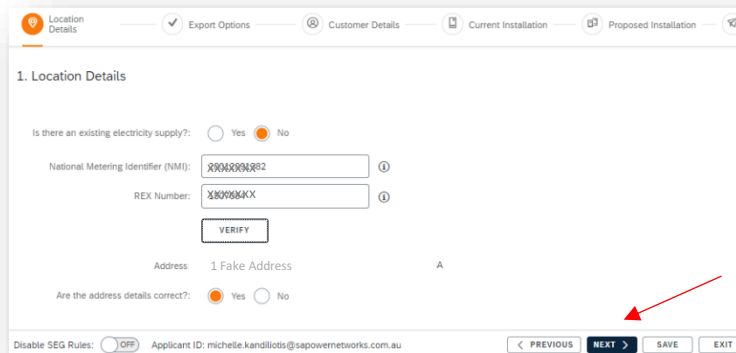 Location
Details
Export Options
Customer Details
Current Installation
Proposed Installation
1. Location Details
Is there an existing electricity supply?:
Yes
No
National Metering Identifier (NMI):
REX Number:
VERIFY
Address
1 Fake Address
A
Are the address details correct?:
Yes
No
Disable SEG Rules:
OFF
Applicant ID: michelle.kandiliotis@sapowernetworks.com.au
PREVIOUS
NEXT
SAVE
EXIT